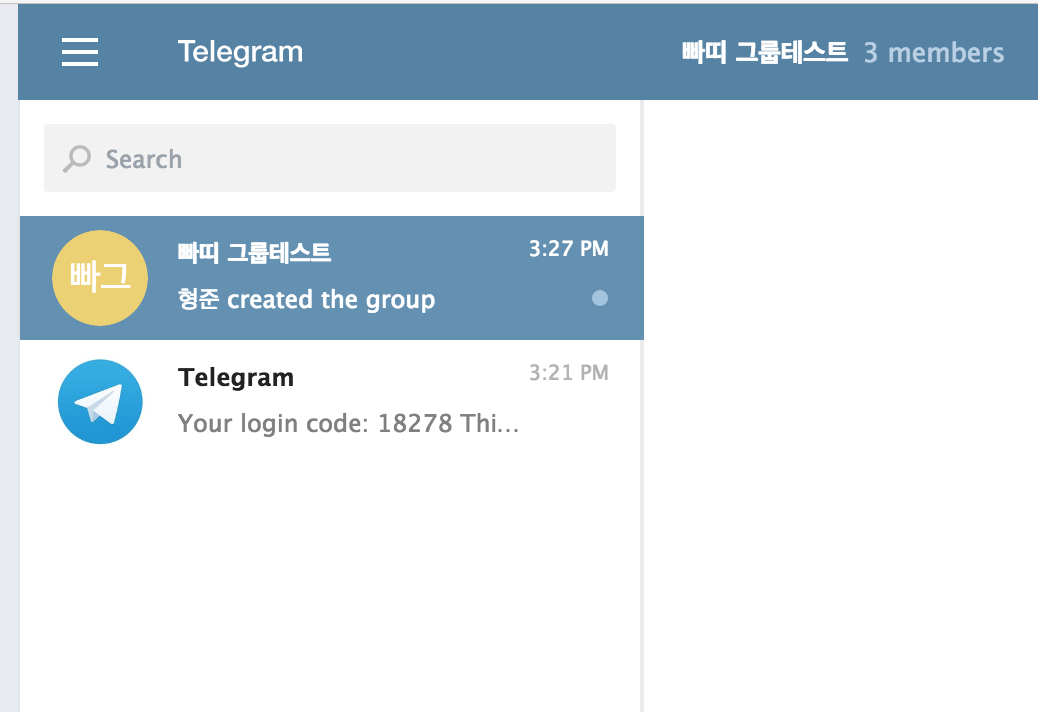 Telegram
빠띠 그룹테스트 3 members
Search
빠그
빠띠 그룹테스트 3:27 PM
형준 created the group
Telegram 3:21 PM
Your login code: 18278 Thi...